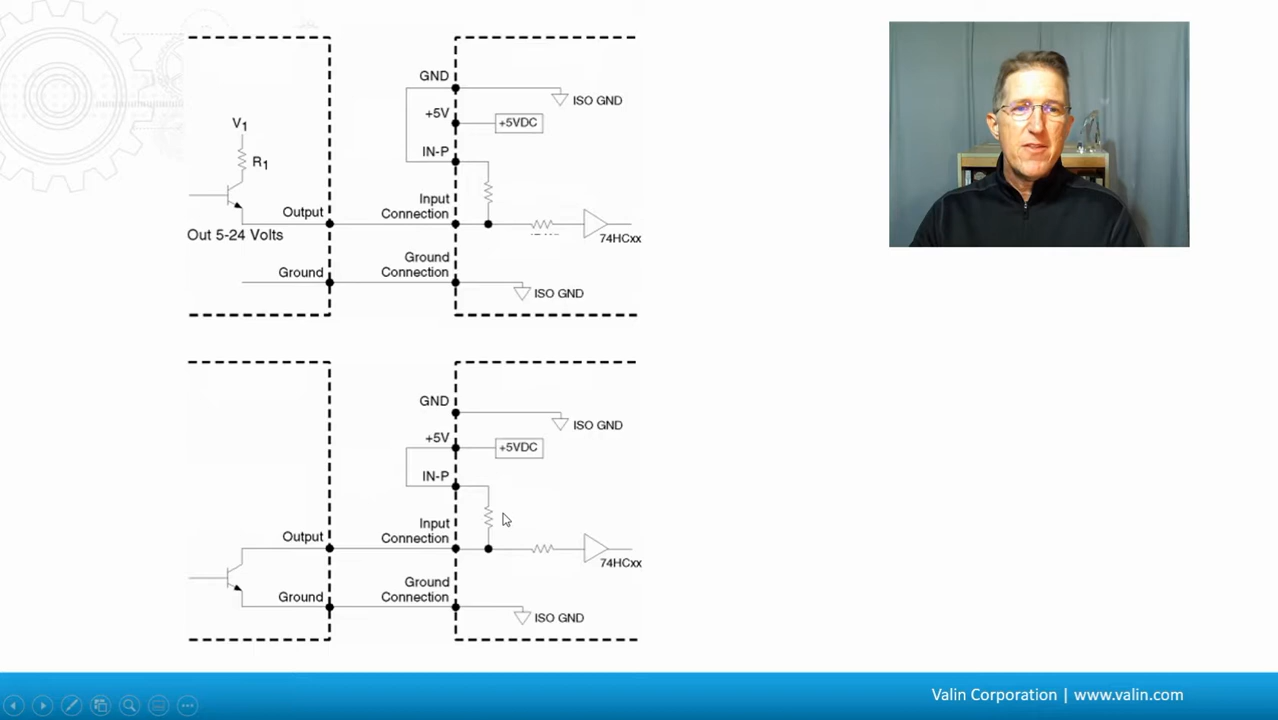 GND
ISO GND
+5V
+5VDC
V1
IN-P
R1
Input
Connection
Output
Out 5-24 Volts
74HCxx
Ground
Connection
Ground
ISO GND
GND
ISO GND
+5V
+5VDC
IN-P
Input
Connection
Output
74HCxx
Ground
Connection
Ground
ISO GND
Valin Corporation | www.valin.com